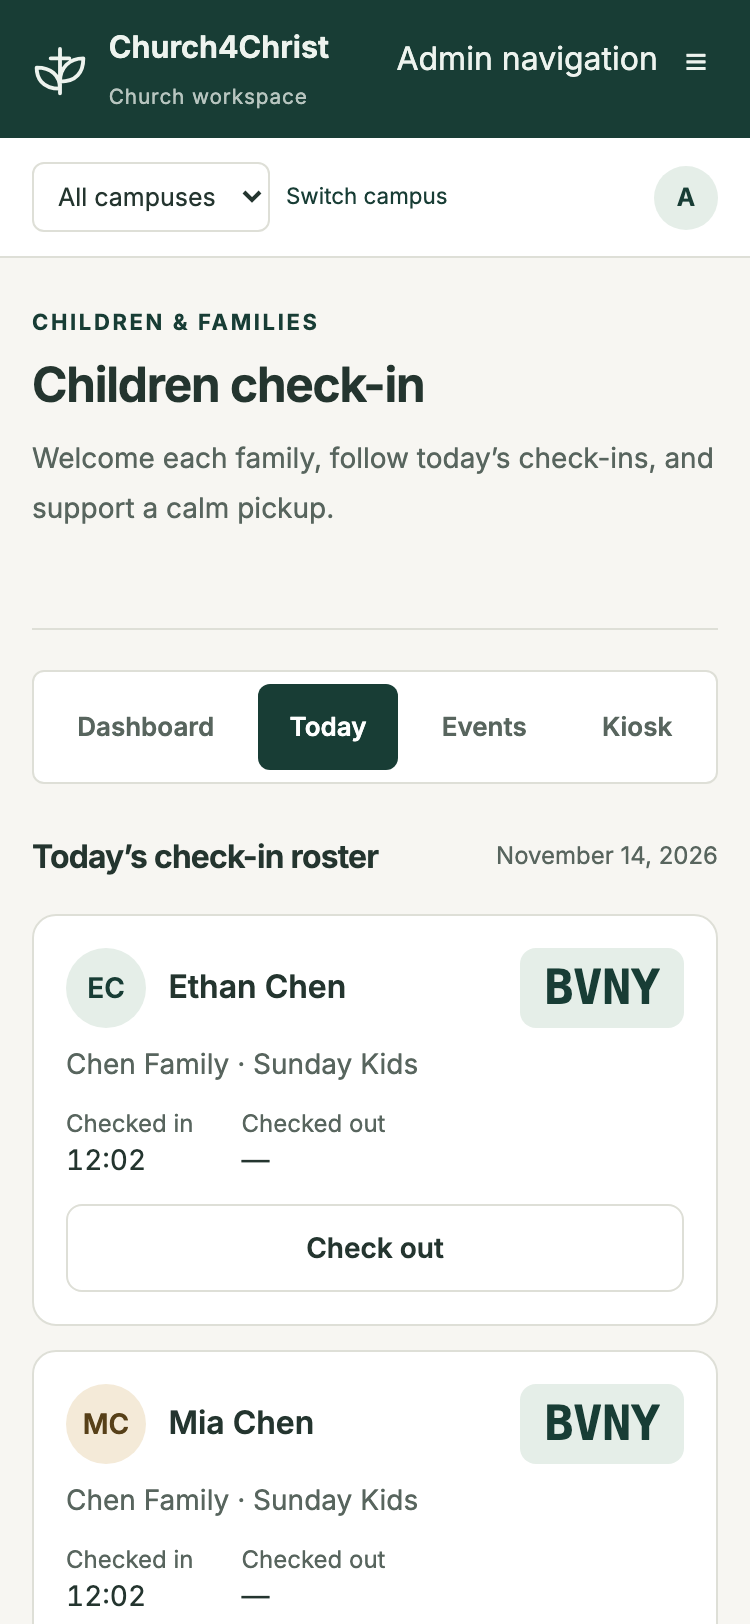 Church4Christ
Church workspace
Admin navigation
All campuses
Switch campus
A
CHILDREN & FAMILIES
Children check-in
Welcome each family, follow today’s check-ins, and
support a calm pickup.
Dashboard
Today
Events
Kiosk
Today’s check-in roster
November 14, 2026
EC
Ethan Chen
BVNY
Chen Family · Sunday Kids
Checked in
Checked out
12:02
—
Check out
MC
Mia Chen
BVNY
Chen Family · Sunday Kids
Checked in
Checked out
12:02
—